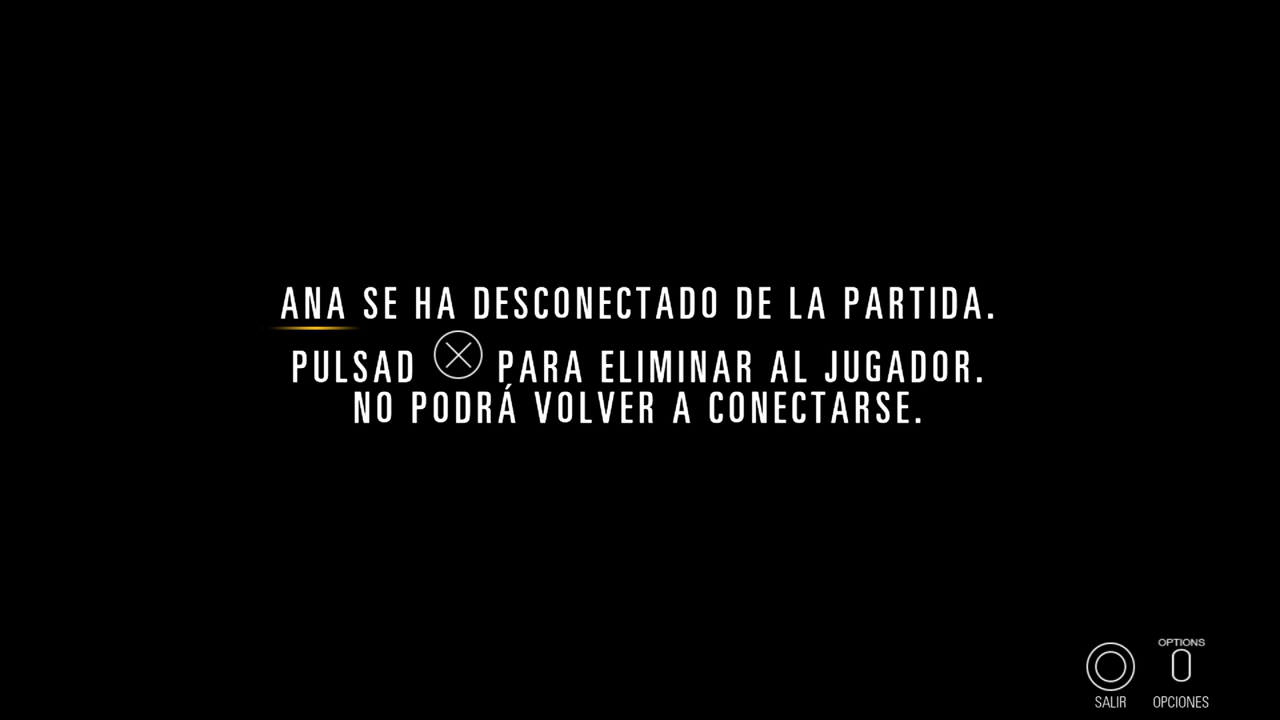 ANA SE HA DESCONECTADO DE LA PARTIDA.
PULSAD PARA ELIMINAR AL JUGADOR.
NO PODRÁ VOLVER A CONECTARSE.
OPTIONS
SALIR OPCIONES